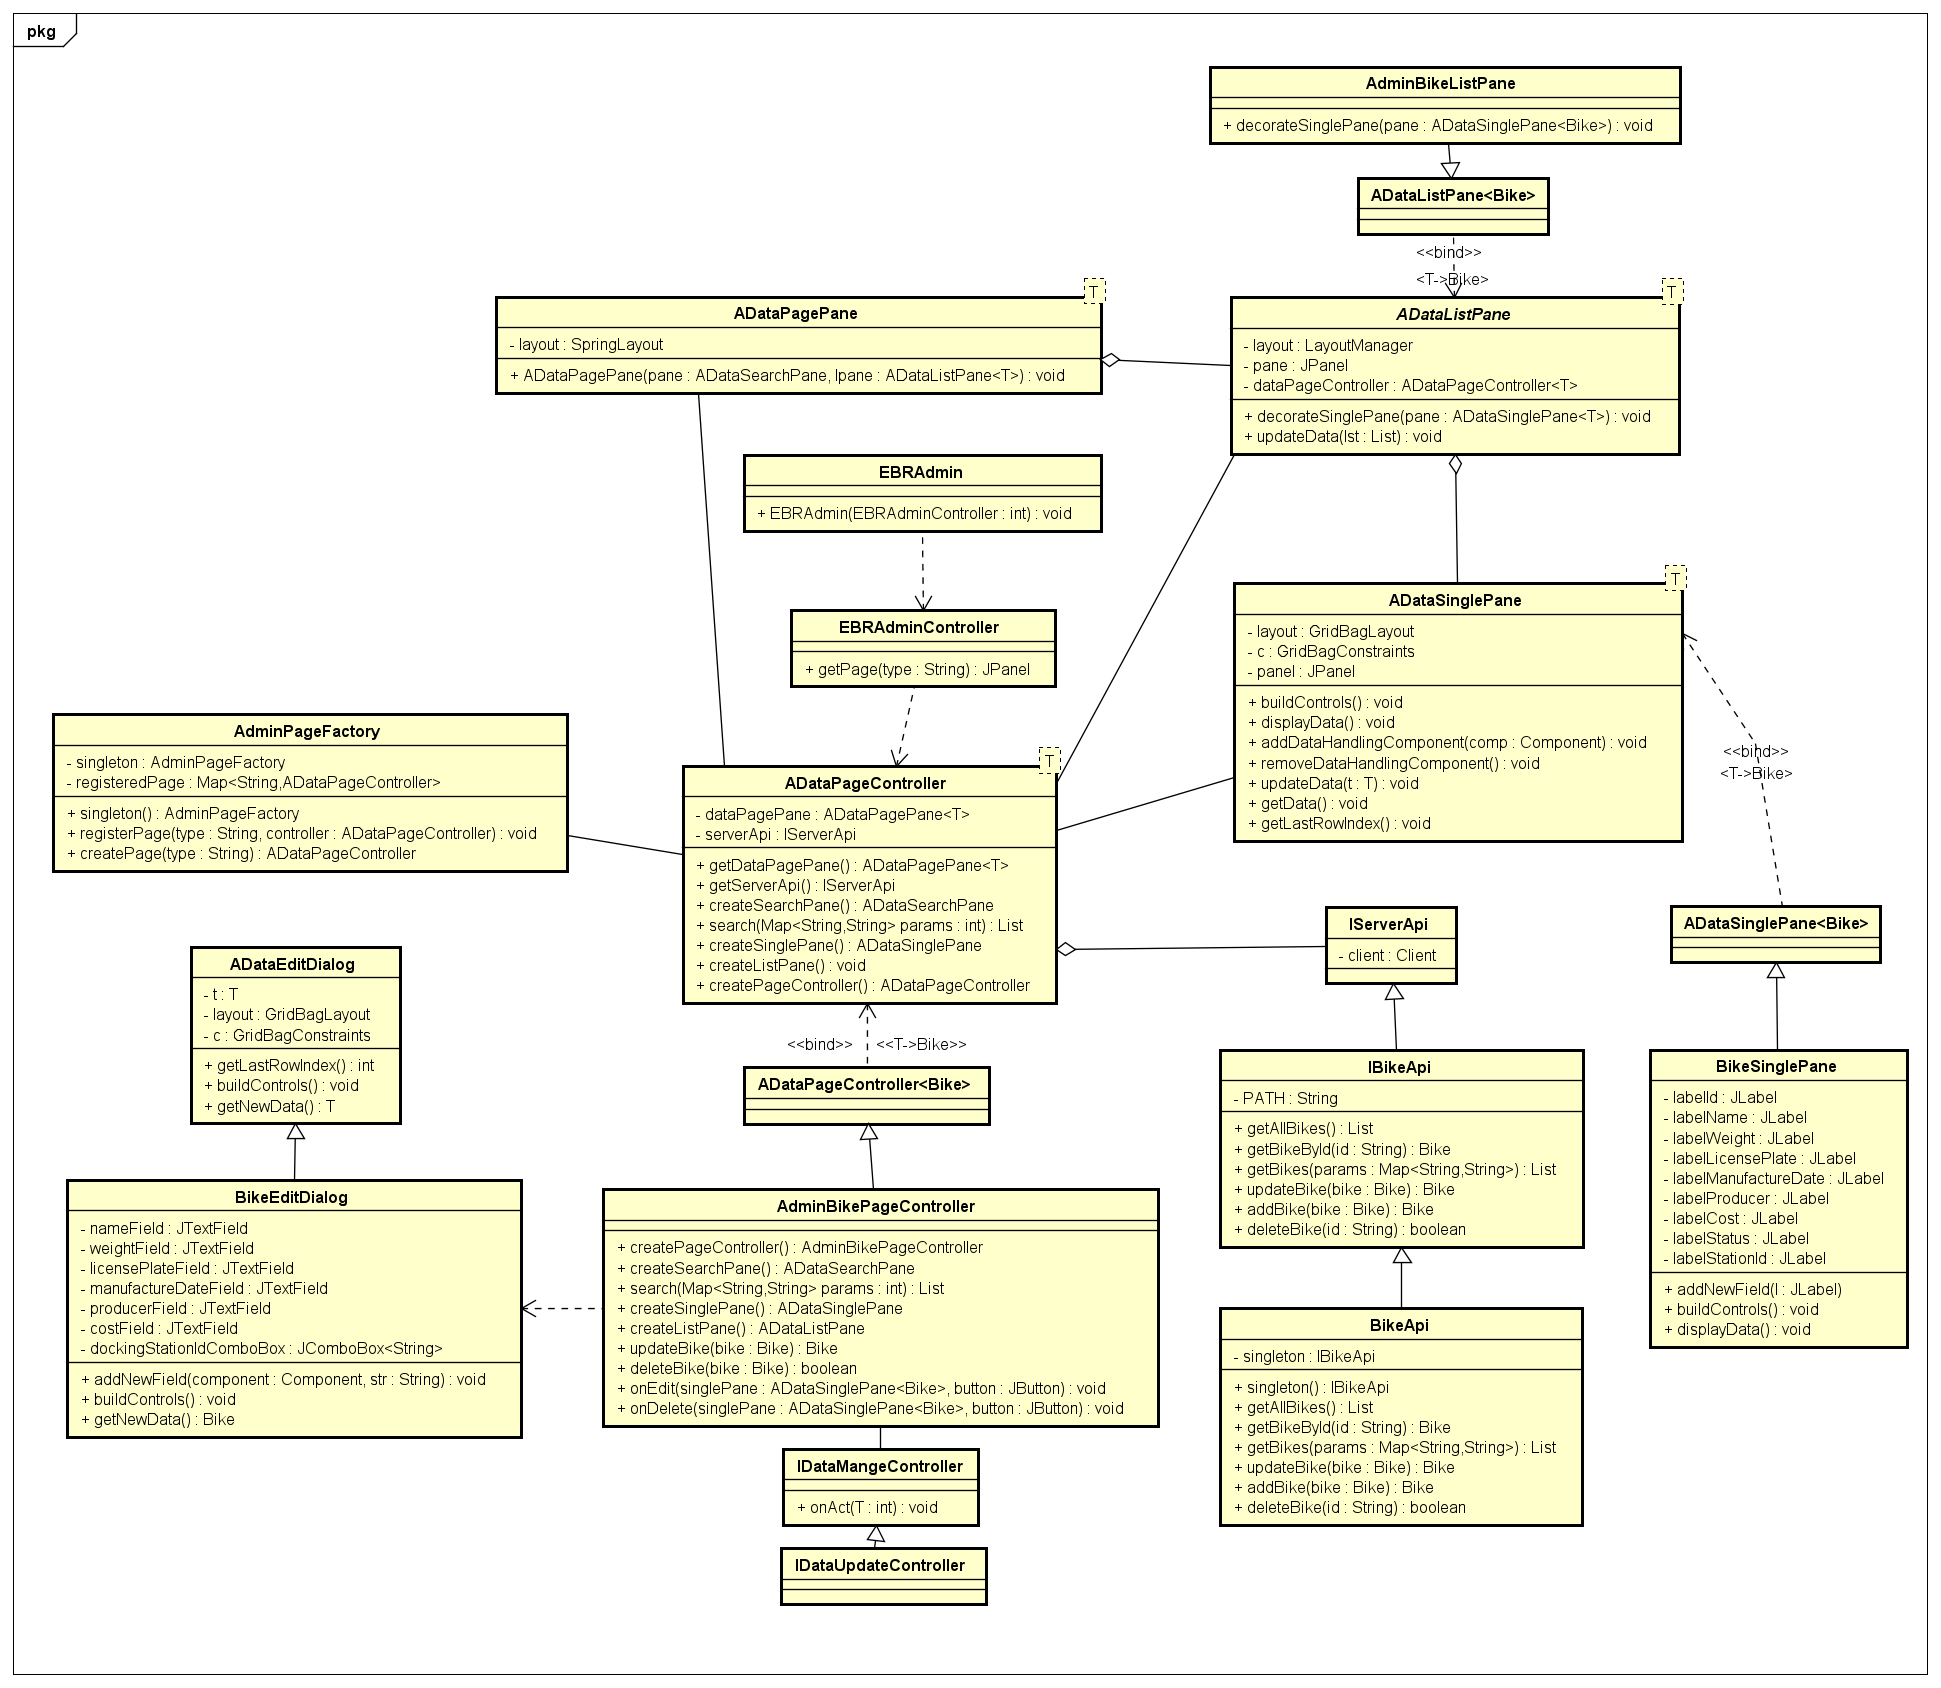 pkg
AdminBikeListPane
+ decorateSinglePane(pane : ADataSinglePane<Bike>) : void
ADataListPane<Bike>
<<bind>>
<T->Bike>
T
ADataPagePane
- layout : SpringLayout
+ ADataPagePane(pane : ADataSearchPane, lpane : ADataListPane<T>) : void
T
ADataListPane
- layout : LayoutManager
- pane : JPanel
- dataPageController : ADataPageController<T>
+ decorateSinglePane(pane : ADataSinglePane<T>) : void
+ updateData(lst : List) : void
EBRAdmin
+ EBRAdmin(EBRAdminController : int) : void
EBRAdminController
+ getPage(type : String) : JPanel
T
ADataSinglePane
- layout : GridBagLayout
- c : GridBagConstraints
- panel : JPanel
+ buildControls() : void
+ displayData() : void
+ addDataHandlingComponent(comp : Component) : void
+ removeDataHandlingComponent() : void
+ updateData(t : T) : void
+ getData() : void
+ getLastRowIndex() : void
<<bind>>
<T->Bike>
AdminPageFactory
- singleton : AdminPageFactory
- registeredPage : Map<String,ADataPageController>
+ singleton() : AdminPageFactory
+ registerPage(type : String, controller : ADataPageController) : void
+ createPage(type : String) : ADataPageController
T
ADataPageController
- dataPagePane : ADataPagePane<T>
- serverApi : IServerApi
+ getDataPagePane() : ADataPagePane<T>
+ getServerApi() : IServerApi
+ createSearchPane() : ADataSearchPane
+ search(Map<String,String> params : int) : List
+ createSinglePane() : ADataSinglePane
+ createListPane() : void
+ createPageController() : ADataPageController
IServerApi
- client : Client
ADataSinglePane<Bike>
ADataEditDialog
- t : T
- layout : GridBagLayout
- c : GridBagConstraints
+ getLastRowIndex() : int
+ buildControls() : void
+ getNewData() : T
<<bind>>
<<T->Bike>>
ADataPageController<Bike>
IBikeApi
- PATH : String
+ getAllBikes() : List
+ getBikeById(id : String) : Bike
+ getBikes(params : Map<String,String>) : List
+ updateBike(bike : Bike) : Bike
+ addBike(bike : Bike) : Bike
+ deleteBike(id : String) : boolean
BikeSinglePane
- labelId : JLabel
- labelName : JLabel
- labelWeight : JLabel
- labelLicensePlate : JLabel
- labelManufactureDate : JLabel
- labelProducer : JLabel
- labelCost : JLabel
- labelStatus : JLabel
- labelStationId : JLabel
+ addNewField(l : JLabel)
+ buildControls() : void
+ displayData() : void
BikeEditDialog
- nameField : JTextField
- weightField : JTextField
- licensePlateField : JTextField
- manufactureDateField : JTextField
- producerField : JTextField
- costField : JTextField
- dockingStationIdComboBox : JComboBox<String>
+ addNewField(component : Component, str : String) : void
+ buildControls() : void
+ getNewData() : Bike
AdminBikePageController
+ createPageController() : AdminBikePageController
+ createSearchPane() : ADataSearchPane
+ search(Map<String,String> params : int) : List
+ createSinglePane() : ADataSinglePane
+ createListPane() : ADataListPane
+ updateBike(bike : Bike) : Bike
+ deleteBike(bike : Bike) : boolean
+ onEdit(singlePane : ADataSinglePane<Bike>, button : JButton) : void
+ onDelete(singlePane : ADataSinglePane<Bike>, button : JButton) : void
BikeApi
- singleton : IBikeApi
+ singleton() : IBikeApi
+ getAllBikes() : List
+ getBikeById(id : String) : Bike
+ getBikes(params : Map<String,String>) : List
+ updateBike(bike : Bike) : Bike
+ addBike(bike : Bike) : Bike
+ deleteBike(id : String) : boolean
IDataMangeController
+ onAct(T : int) : void
IDataUpdateController